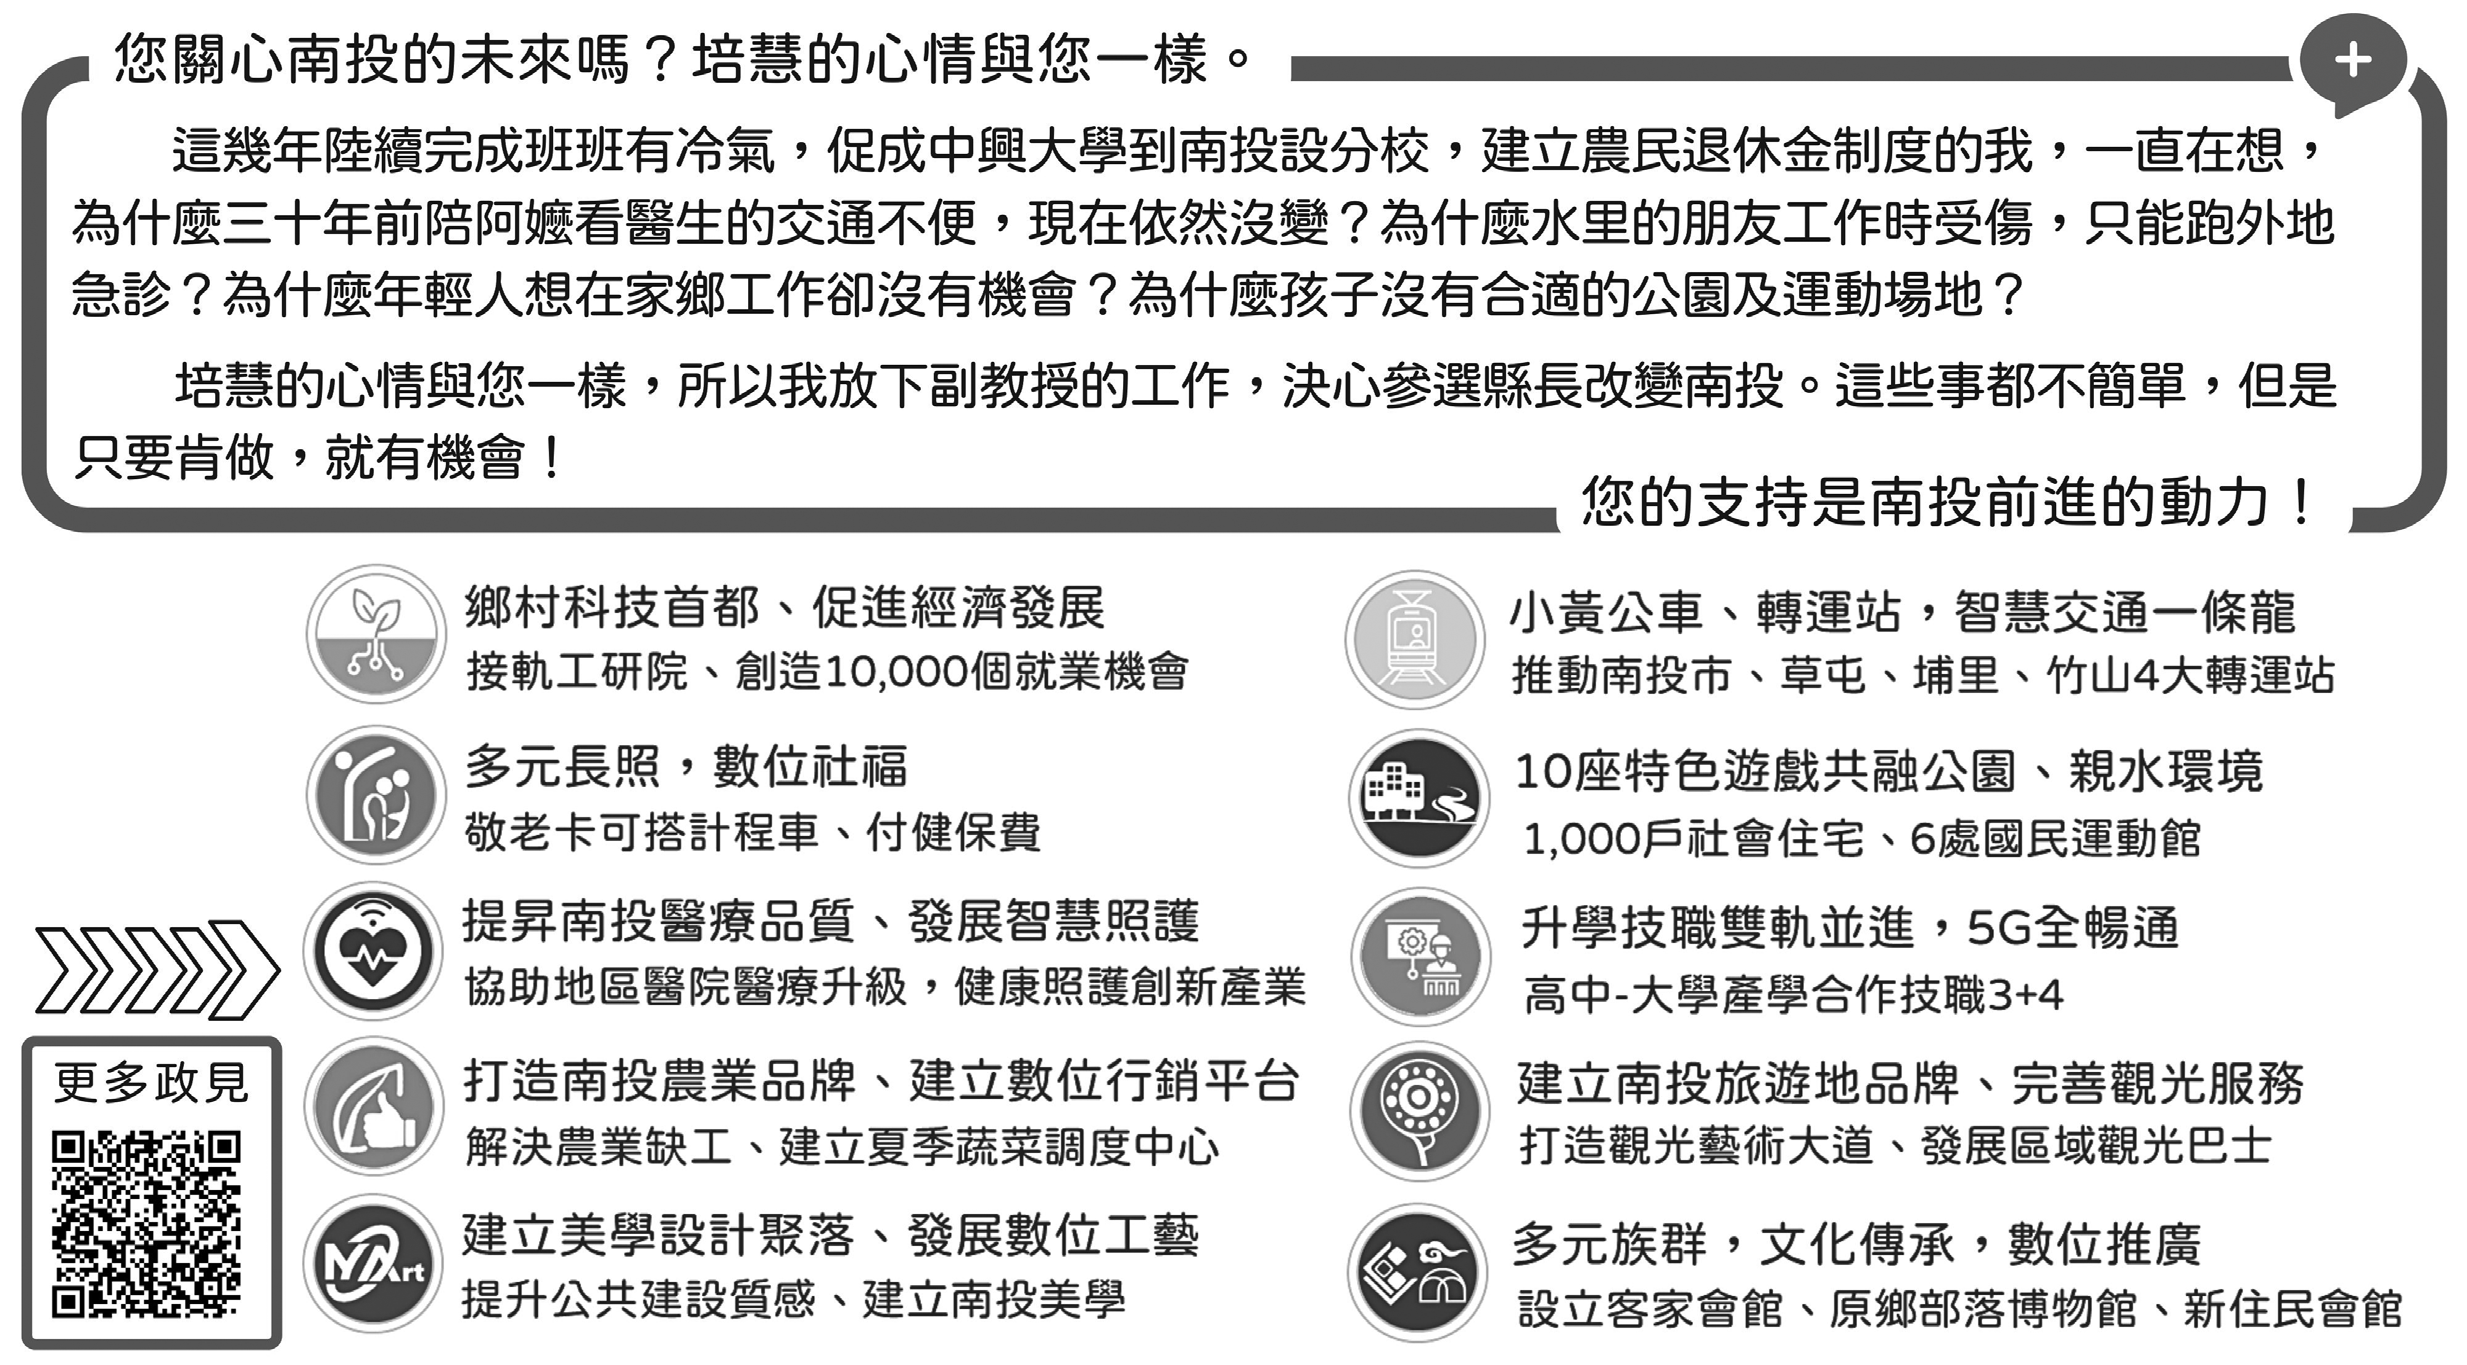 您關心南投的未來嗎？培慧的心情與您一樣。
這幾年陸續完成班班有冷氣，促成中興大學到南投設分校，建立農民退休金制度的我，一直在想，
為什麼三十年前陪阿嬤看醫生的交通不便，現在依然沒變？為什麼水里的朋友工作時受傷，只能跑外地
急診？為什麼年輕人想在家鄉工作卻沒有機會？為什麼孩子沒有合適的公園及運動場地？
培慧的心情與您一樣，所以我放下副教授的工作，決心參選縣長改變南投。這些事都不簡單，但是
只要肯做，就有機會！
您的支持是南投前進的動力！
鄉村科技首都、促進經濟發展
接軌工研院、創造10,000個就業機會
多元長照，數位社福
敬老卡可搭計程車、付健保費
提昇南投醫療品質、發展智慧照護
協助地區醫院醫療升級，健康照護創新產業
打造南投農業品牌、建立數位行銷平台
解決農業缺工、建立夏季蔬菜調度中心
建立美學設計聚落、發展數位工藝
提升公共建設質感、建立南投美學
小黃公車、轉運站，智慧交通一條龍
推動南投市、草屯、埔里、竹山4大轉運站
10座特色遊戲共融公園、親水環境
1,000戶社會住宅、6處國民運動館
升學技職雙軌並進，5G全暢通
高中-大學產學合作技職3+4
建立南投旅遊地品牌、完善觀光服務
打造觀光藝術大道、發展區域觀光巴士
多元族群，文化傳承，數位推廣
設立客家會館、原鄉部落博物館、新住民會館
更多政見